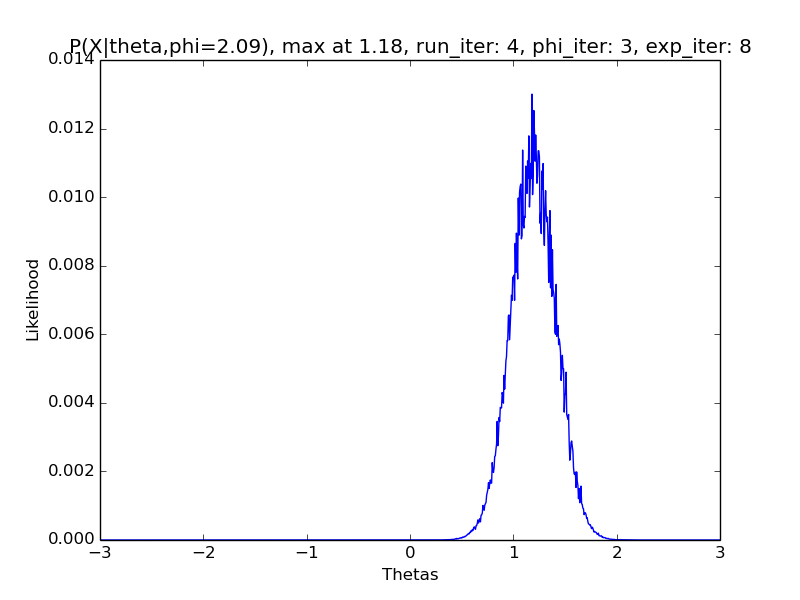 P(X|theta,phi=2.09), max at 1.18, run_iter: 4, phi_iter: 3, exp_iter: 8
0.014
0.012
0.010
0.008
0.006
0.004
0.002
0.000
Likelihood
−3 −2 −1 0 1 2 3
Thetas